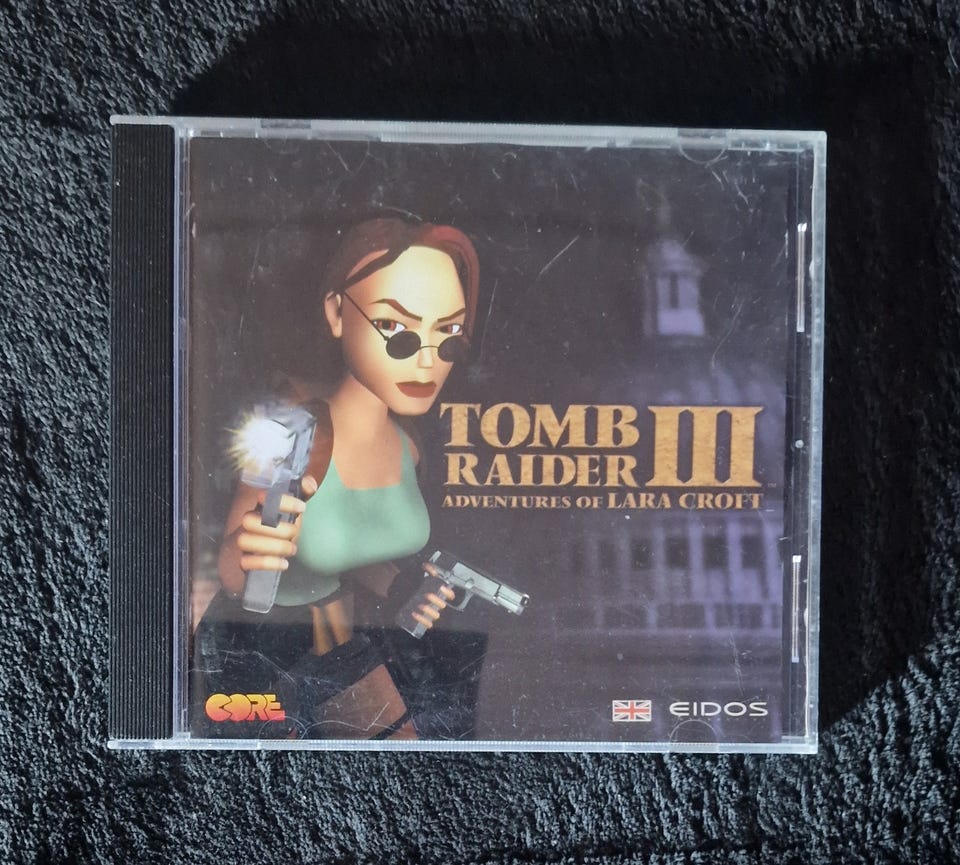 TOMB
RAIDER III
ADVENTURES OF LARA CROFT
CORE
EIDOS